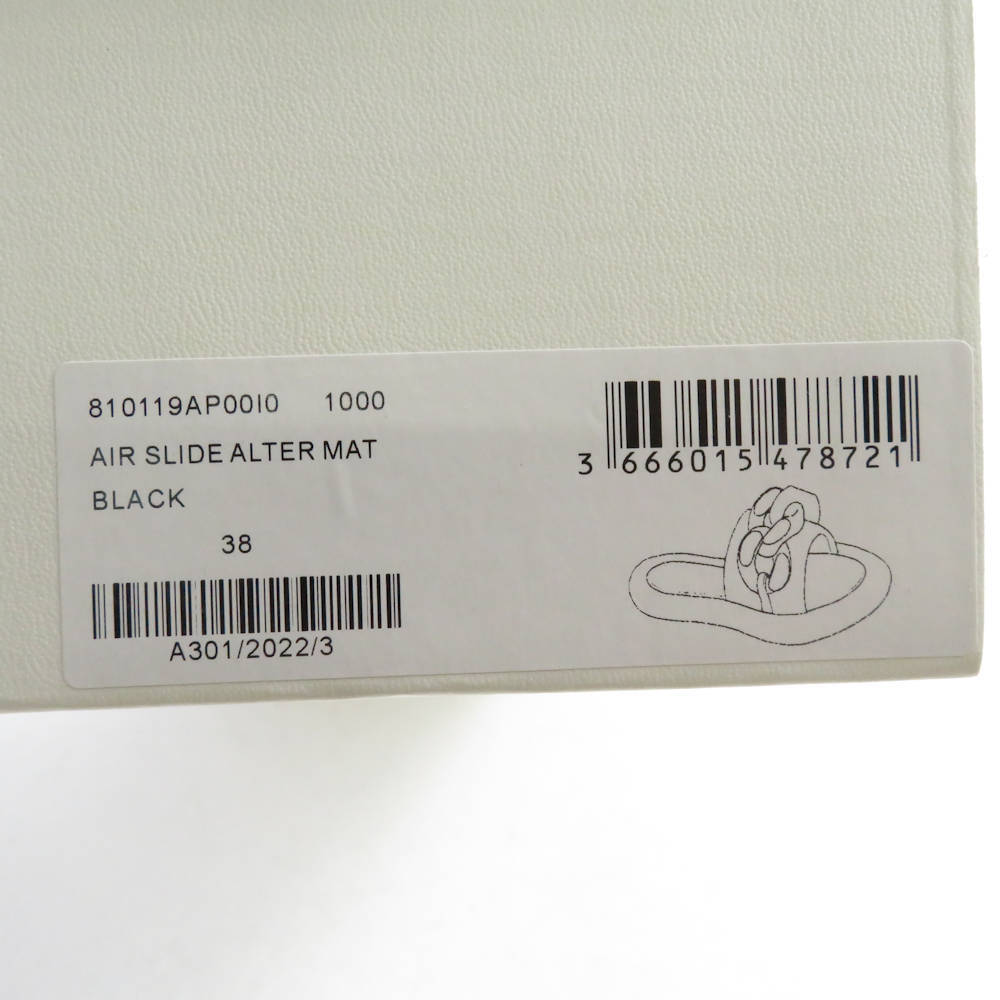 810119AP00I0 1000
AIR SLIDE ALTER MAT
BLACK
38
A301/2022/3
3 666015 478721